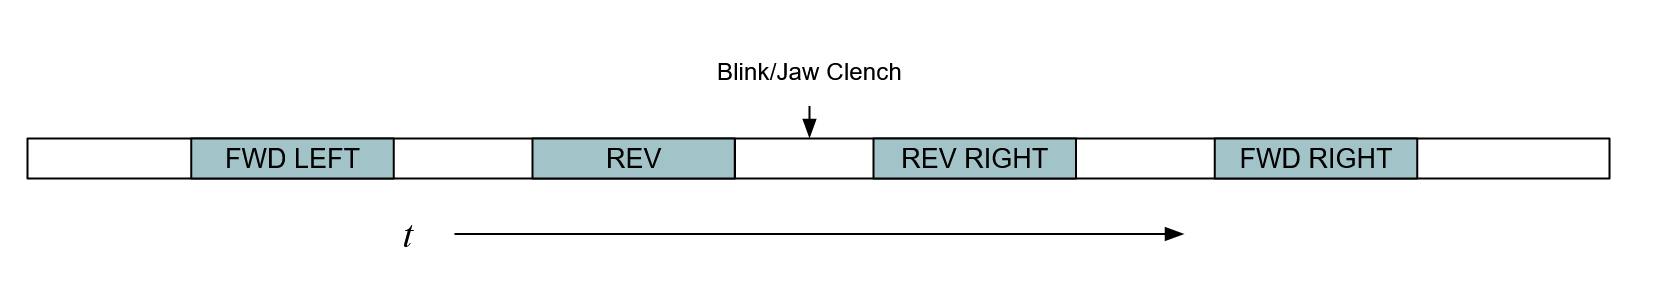 Blink/Jaw Clench
FWD LEFT
REV
REV RIGHT
FWD RIGHT
t